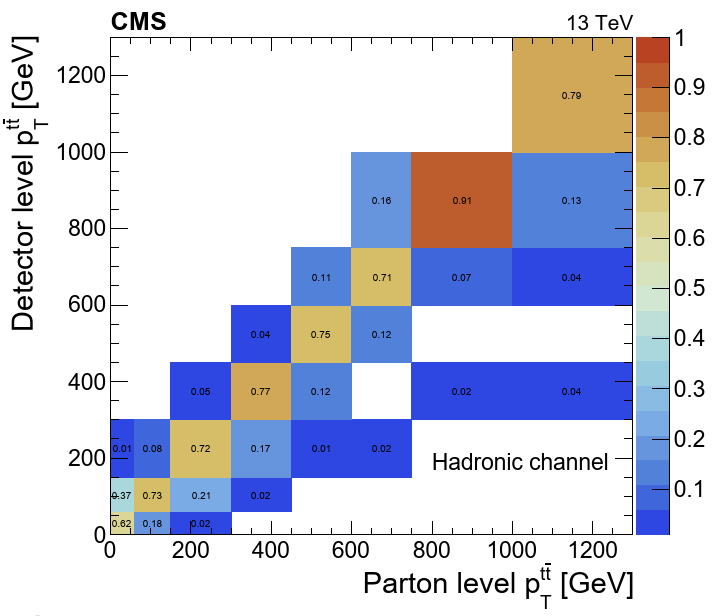 CMS 13 TeV
Detector level p_T^{tt̄} [GeV]
1200
1000
800
600
400
200
0
0.79
0.16 0.91 0.13
0.11 0.71 0.07 0.04
0.04 0.75 0.12
0.05 0.77 0.12 0.02 0.04
0.01 0.08 0.72 0.17 0.01 0.02
Hadronic channel
0.37 0.73 0.21 0.02
0.62 0.18 0.02
0 200 400 600 800 1000 1200
Parton level p_T^{tt̄} [GeV]
1
0.9
0.8
0.7
0.6
0.5
0.4
0.3
0.2
0.1